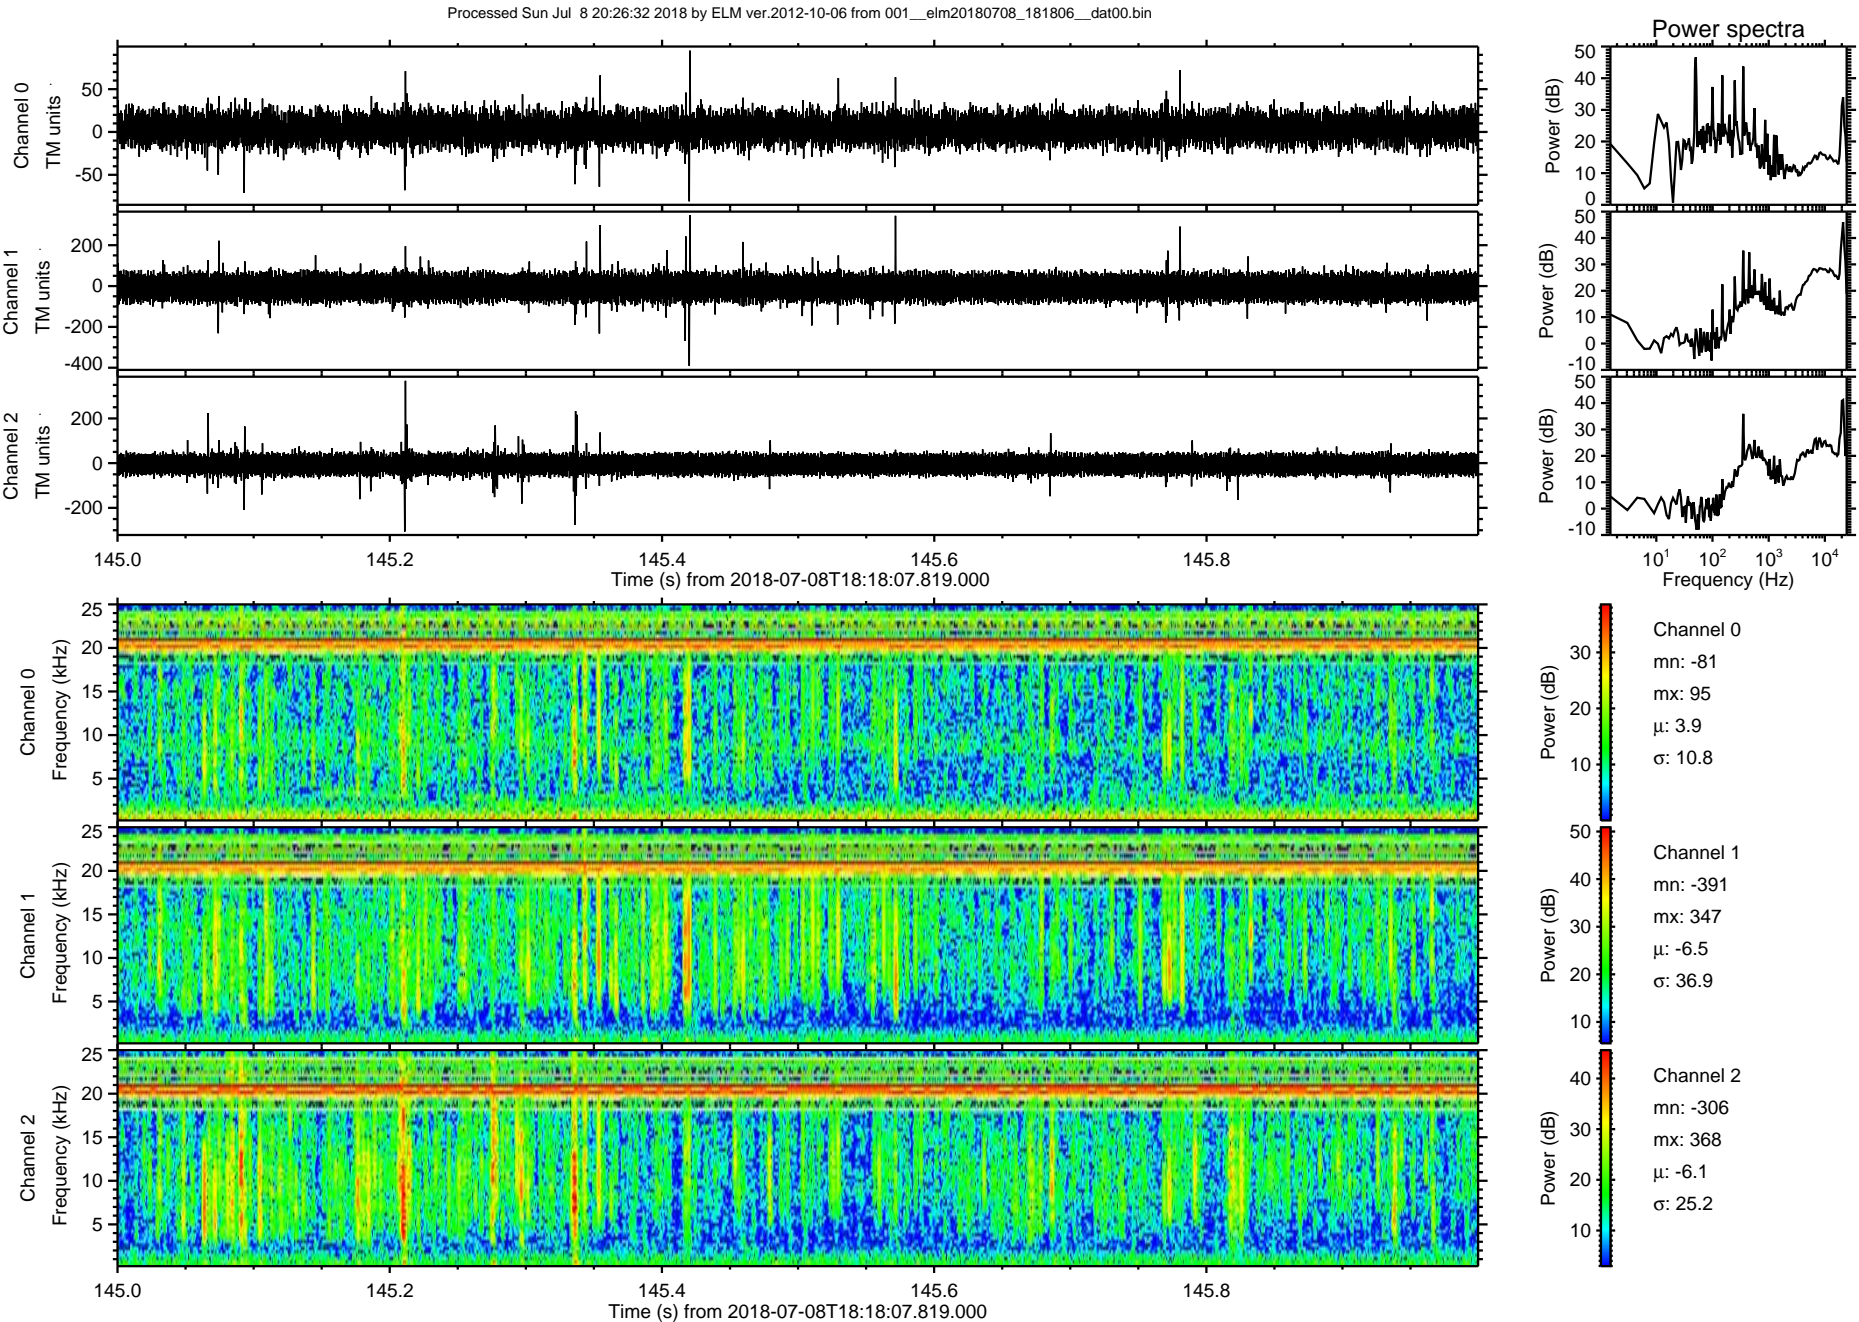 Processed Sun Jul  8 20:26:32 2018 by ELM ver.2012-10-06 from 001__elm20180708_181806__dat00.bin
Power spectra
Channel 0
TM units
50
0
-50
Power (dB)
50
40
30
20
10
0
Channel 1
TM units
200
0
-200
-400
Power (dB)
50
40
30
20
10
0
-10
Channel 2
TM units
200
0
-200
Power (dB)
50
40
30
20
10
0
-10
145.0 145.2 145.4 145.6 145.8
Time (s) from 2018-07-08T18:18:07.819.000
10^1 10^2 10^3 10^4
Frequency (Hz)
Channel 0
Frequency (kHz)
25
20
15
10
5
Power (dB)
30
20
10
Channel 0
mn: -81
mx: 95
μ: 3.9
σ: 10.8
Channel 1
Frequency (kHz)
25
20
15
10
5
Power (dB)
50
40
30
20
10
Channel 1
mn: -391
mx: 347
μ: -6.5
σ: 36.9
Channel 2
Frequency (kHz)
25
20
15
10
5
Power (dB)
40
30
20
10
Channel 2
mn: -306
mx: 368
μ: -6.1
σ: 25.2
145.0 145.2 145.4 145.6 145.8
Time (s) from 2018-07-08T18:18:07.819.000